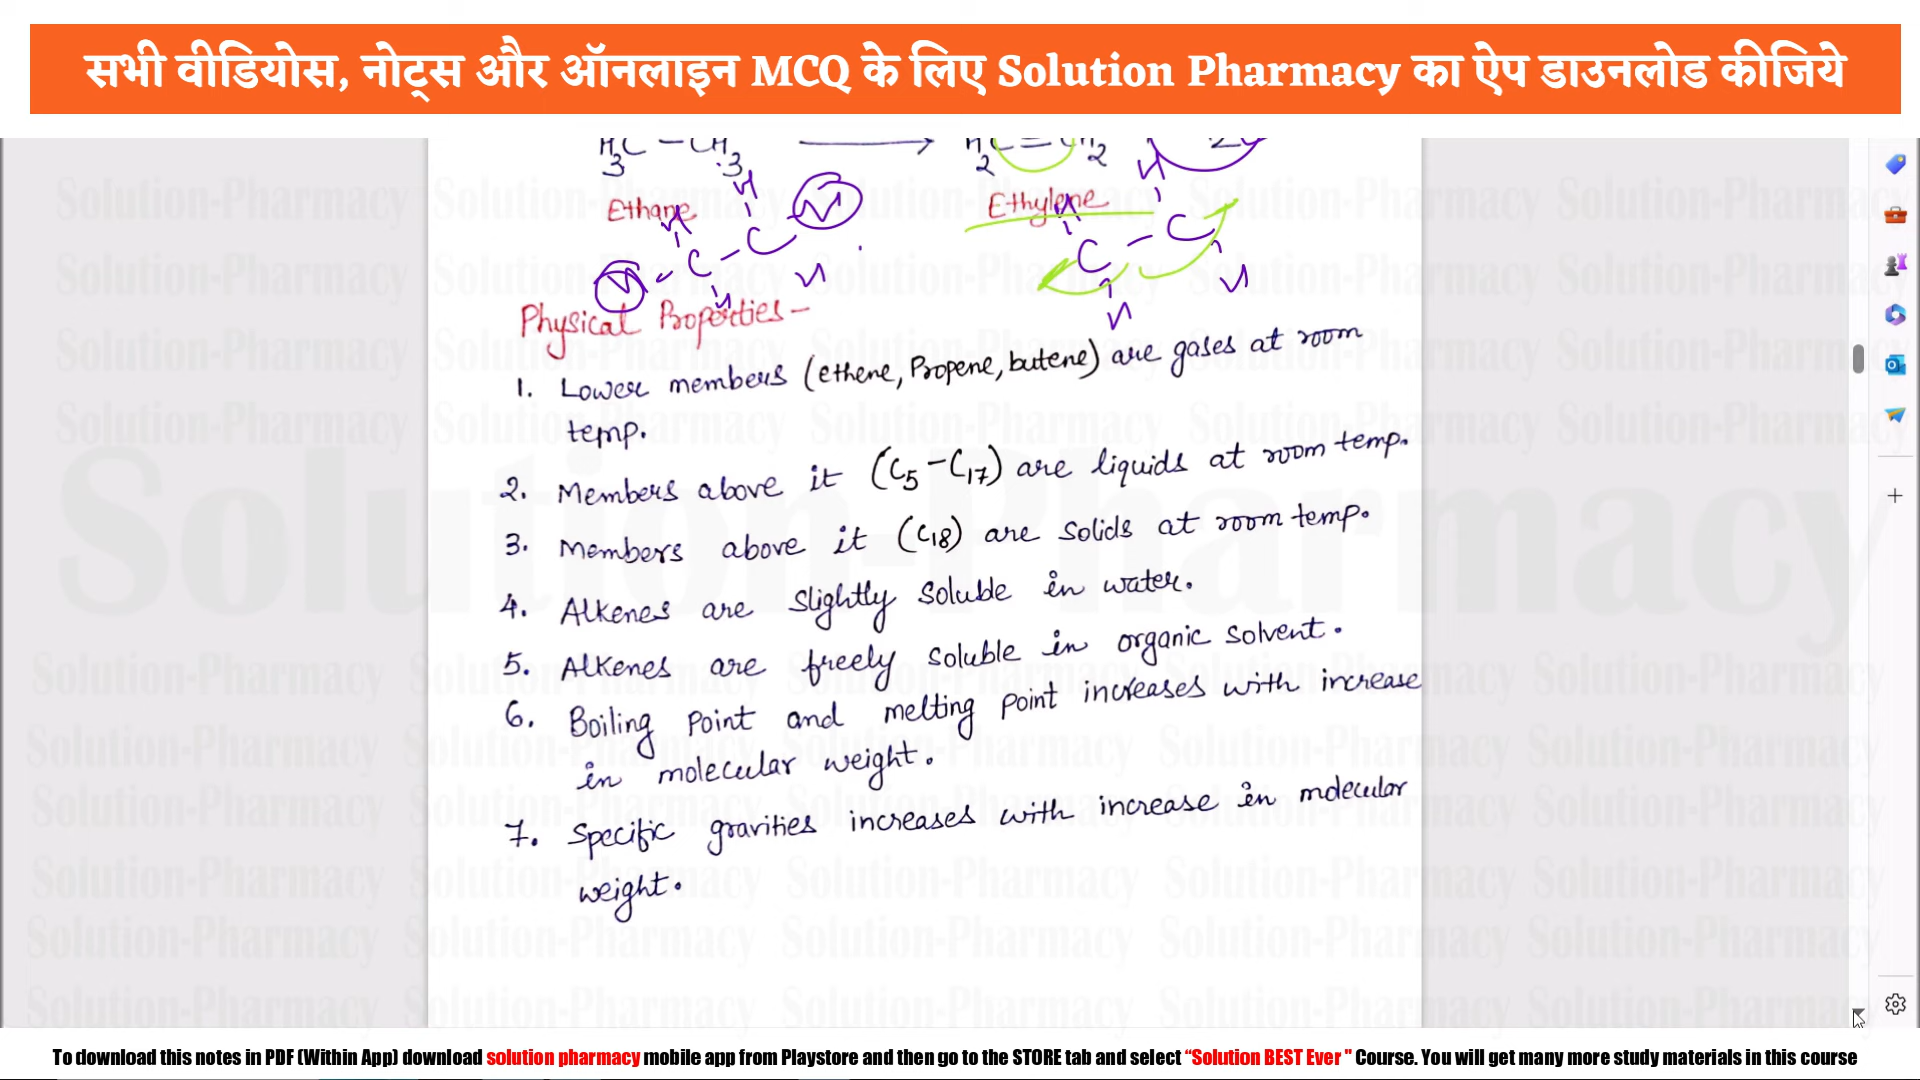 सभी वीडियोस, नोट्स और ऑनलाइन MCQ के लिए Solution Pharmacy का ऐप डाउनलोड कीजिये
H3C - CH3 ⟶ H2C = CH2
Ethane Ethylene
H H
C - C
H H
C - C
H H
Physical Properties -
1. Lower members (ethene, Propene, butene) are gases at room
temp.
2. Members above it (C5 - C17) are liquids at room temp.
3. Members above it (C18) are solids at room temp.
4. Alkenes are slightly soluble in water.
5. Alkenes are freely soluble in organic solvent.
6. Boiling point and melting point increases with increase
in molecular weight.
7. Specific gravities increases with increase in molecular
weight.
Solution-Pharmacy
To download this notes in PDF (Within App) download solution pharmacy mobile app from Playstore and then go to the STORE tab and select "Solution BEST Ever " Course. You will get many more study materials in this course